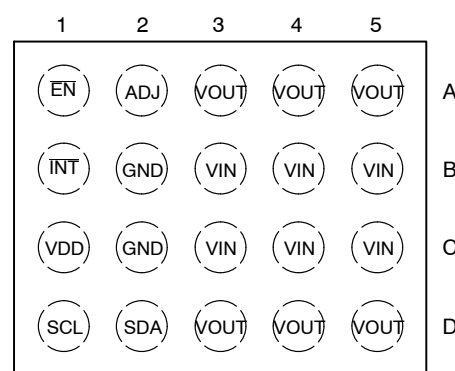 1 2 3 4 5
EN ADJ VOUT VOUT VOUT A
INT GND VIN VIN VIN B
VDD GND VIN VIN VIN C
SCL SDA VOUT VOUT VOUT D